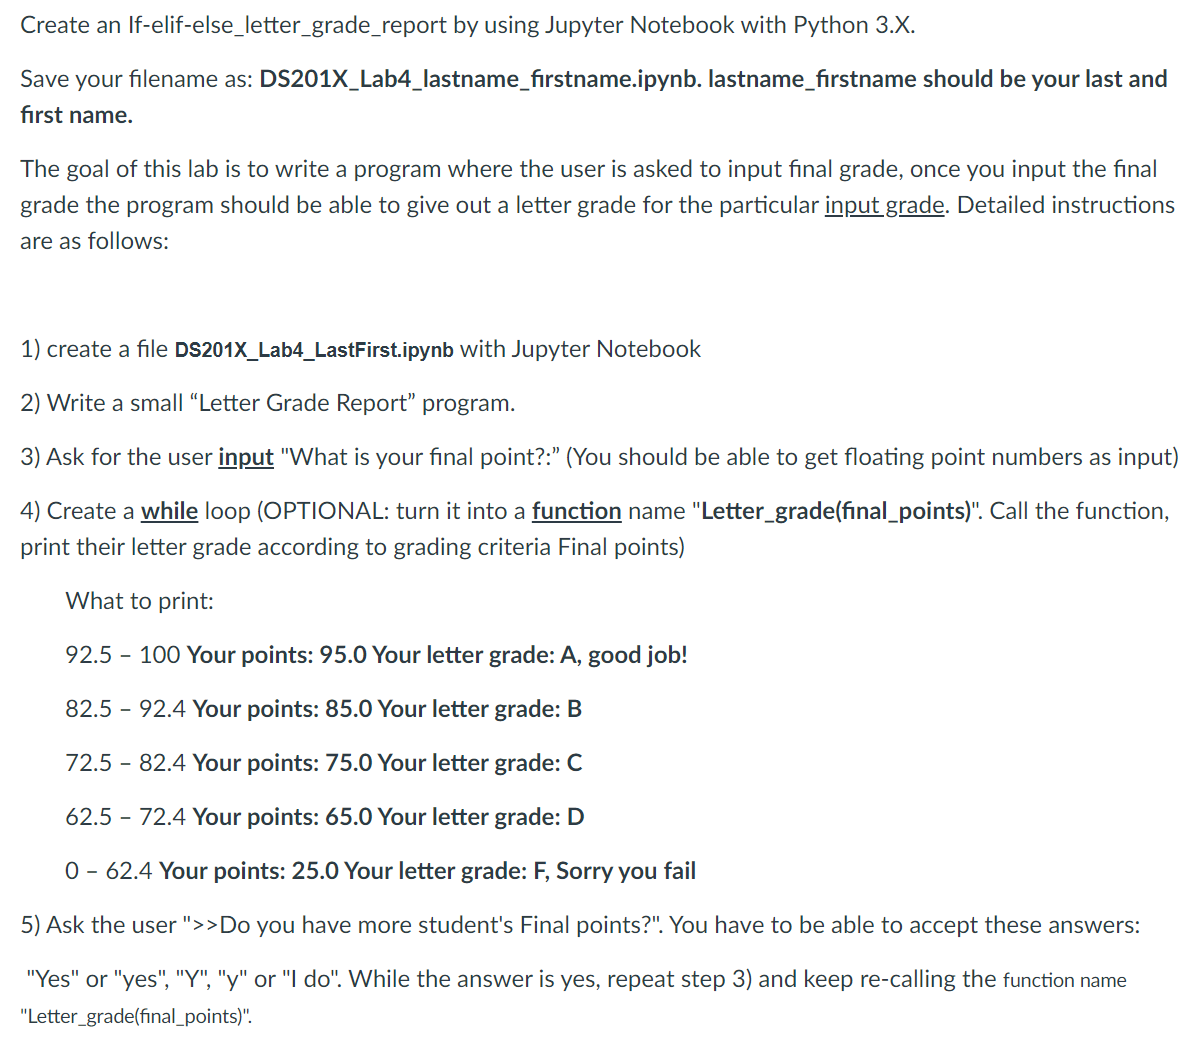 Create an If-elif-else_letter_grade_report by using Jupyter Notebook with Python 3.X.
Save your filename as: DS201X_Lab4_lastname_firstname.ipynb. lastname_firstname should be your last and
first name.
The goal of this lab is to write a program where the user is asked to input final grade, once you input the final
grade the program should be able to give out a letter grade for the particular input grade. Detailed instructions
are as follows:
1) create a file DS201X_Lab4_LastFirst.ipynb with Jupyter Notebook
2) Write a small “Letter Grade Report” program.
3) Ask for the user input "What is your final point?:” (You should be able to get floating point numbers as input)
4) Create a while loop (OPTIONAL: turn it into a function name "Letter_grade(final_points)". Call the function,
print their letter grade according to grading criteria Final points)
What to print:
92.5 – 100 Your points: 95.0 Your letter grade: A, good job!
82.5 – 92.4 Your points: 85.0 Your letter grade: B
72.5 – 82.4 Your points: 75.0 Your letter grade: C
62.5 – 72.4 Your points: 65.0 Your letter grade: D
0 – 62.4 Your points: 25.0 Your letter grade: F, Sorry you fail
5) Ask the user ">>Do you have more student's Final points?". You have to be able to accept these answers:
"Yes" or "yes", "Y", "y" or "I do". While the answer is yes, repeat step 3) and keep re-calling the function name
"Letter_grade(final_points)".